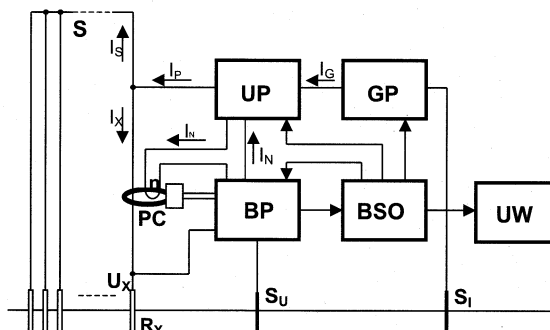 S
I_S
I_P
I_G
UP
GP
I_X
I_N
I_N
n
PC
BP
BSO
UW
U_X
S_U
S_I
R_X